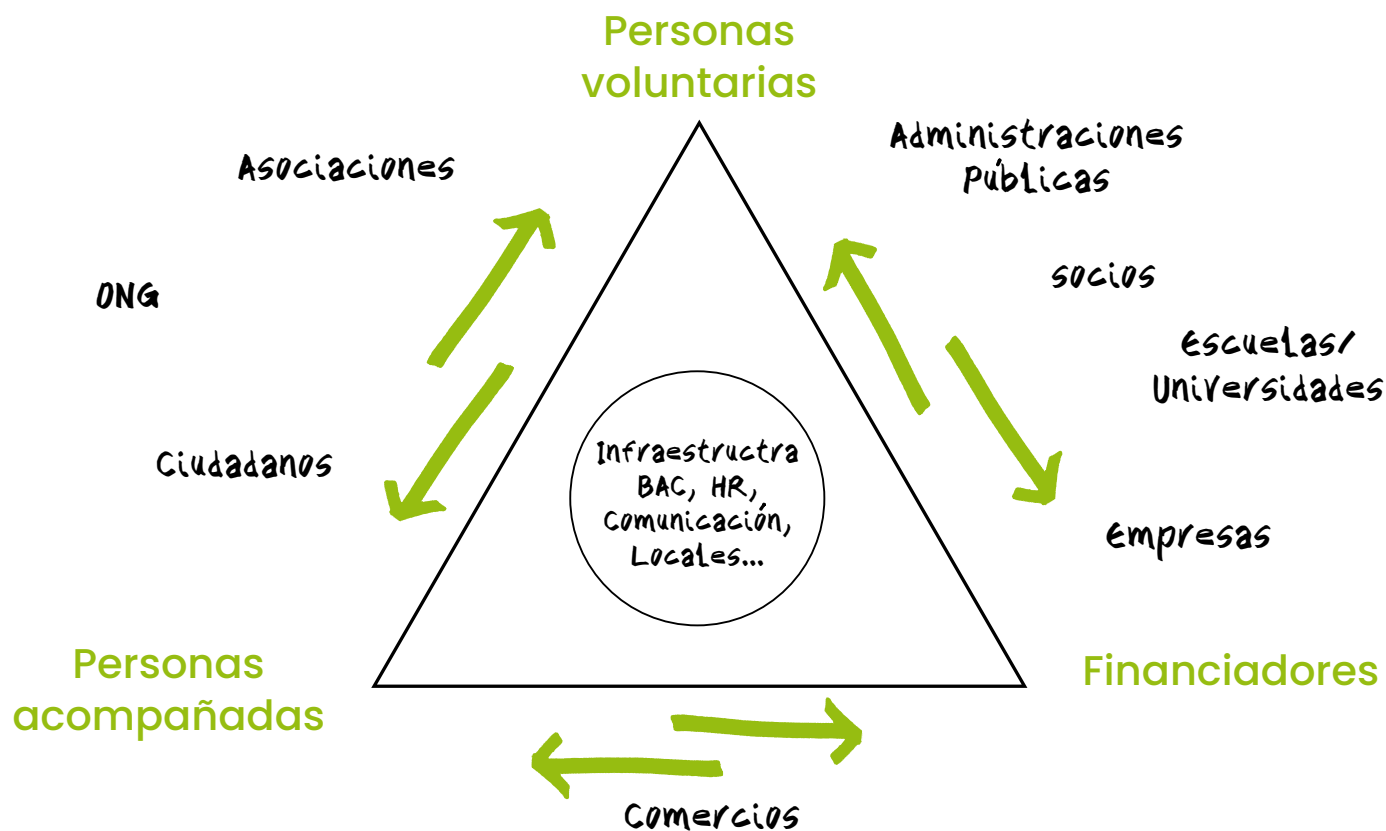 Personas
voluntarias
Administraciones
Públicas
Asociaciones
socios
ONG
Escuelas/
Universidades
Ciudadanos
Infraestructra
BAC, HR,
Comunicación,
Locales...
Empresas
Personas
acompañadas
Financiadores
Comercios